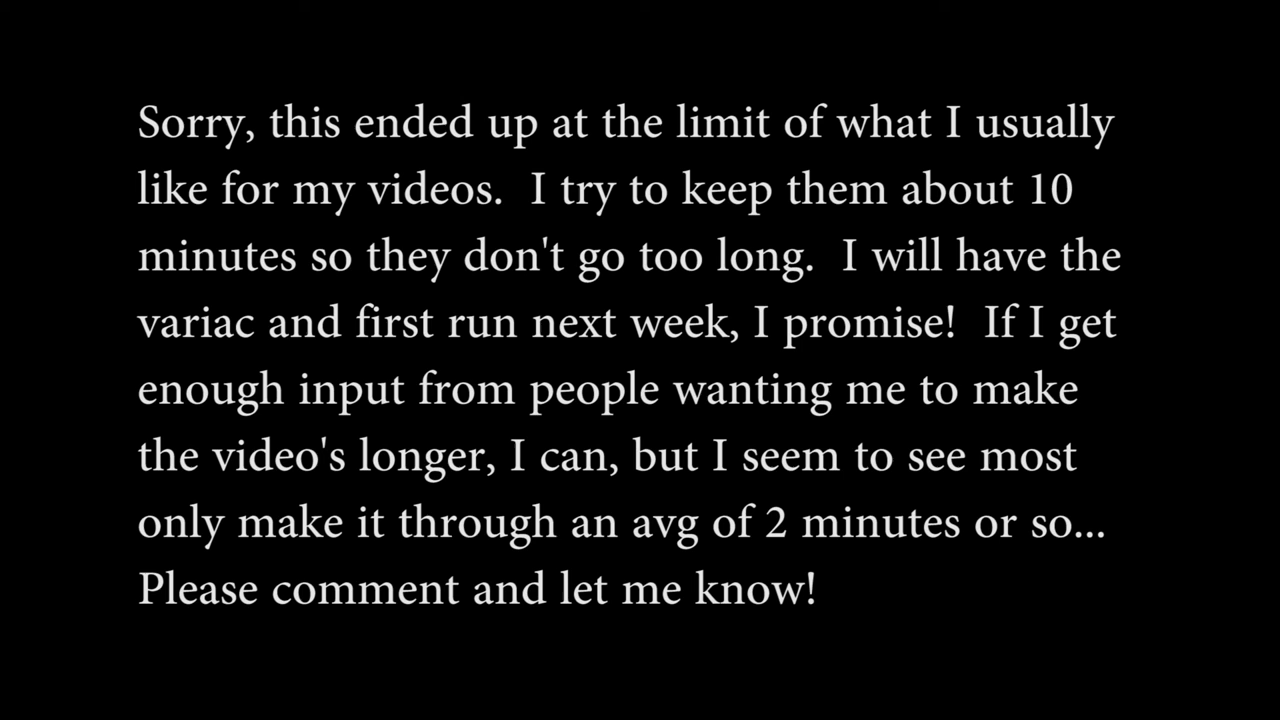 Sorry, this ended up at the limit of what I usually
like for my videos.  I try to keep them about 10
minutes so they don't go too long.  I will have the
variac and first run next week, I promise!  If I get
enough input from people wanting me to make
the video's longer, I can, but I seem to see most
only make it through an avg of 2 minutes or so...
Please comment and let me know!